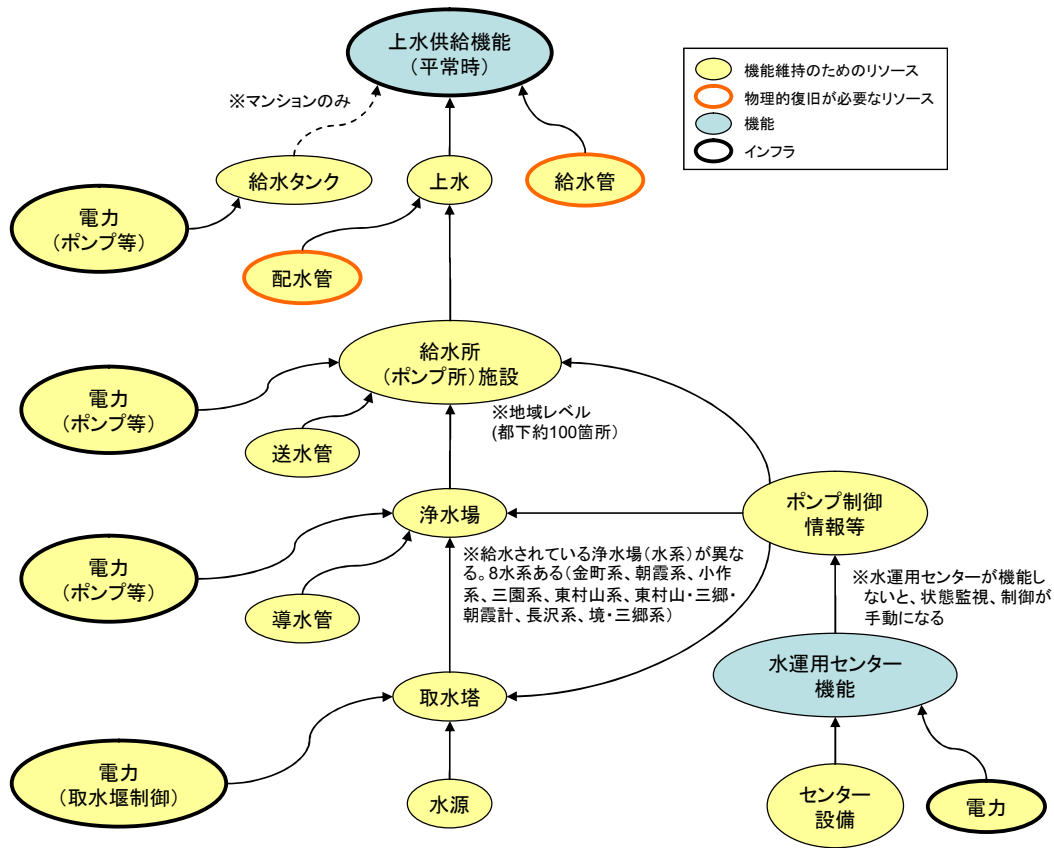 上水供給機能
(平常時)
機能維持のためのリソース
物理的復旧が必要なリソース
機能
インフラ
※マンションのみ
給水タンク
上水
給水管
電力
(ポンプ等)
配水管
給水所
(ポンプ所)施設
電力
(ポンプ等)
※地域レベル
(都下約100箇所)
送水管
浄水場
ポンプ制御
情報等
電力
(ポンプ等)
※給水されている浄水場(水系)が異な
る。8水系ある(金町系、朝霞系、小作
系、三園系、東村山系、東村山・三郷・
朝霞計、長沢系、境・三郷系)
導水管
※水運用センターが機能
しないと、状態監視、制御が
手動になる
水運用センター
機能
取水塔
電力
(取水堰制御)
水源
センター
設備
電力